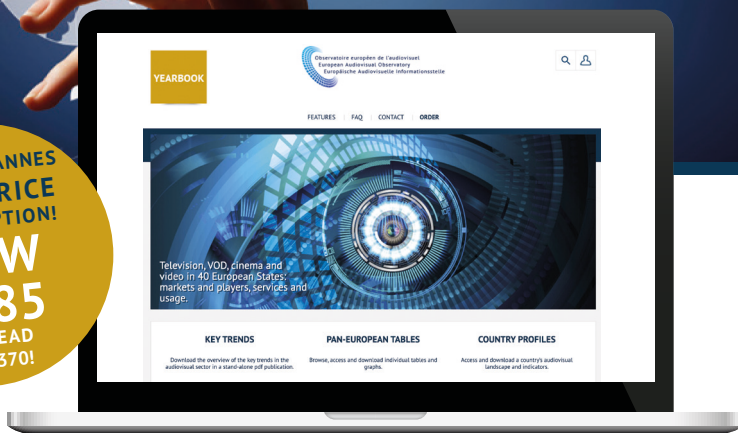 YEARBOOK
Observatoire européen de l'audiovisuel
European Audiovisual Observatory
Europäische Audiovisuelle Informationsstelle
FEATURES FAQ CONTACT ORDER
Television, VOD, cinema and
video in 40 European States:
markets and players, services and
usage.
KEY TRENDS
Download the overview of the key trends in the
audiovisual sector in a stand-alone pdf publication.
PAN-EUROPEAN TABLES
Browse, access and download individual tables and
graphs.
COUNTRY PROFILES
Access and download a country's audiovisual
landscape and indicators.
ANNES
RICE
PTION!
W
85
EAD
370!